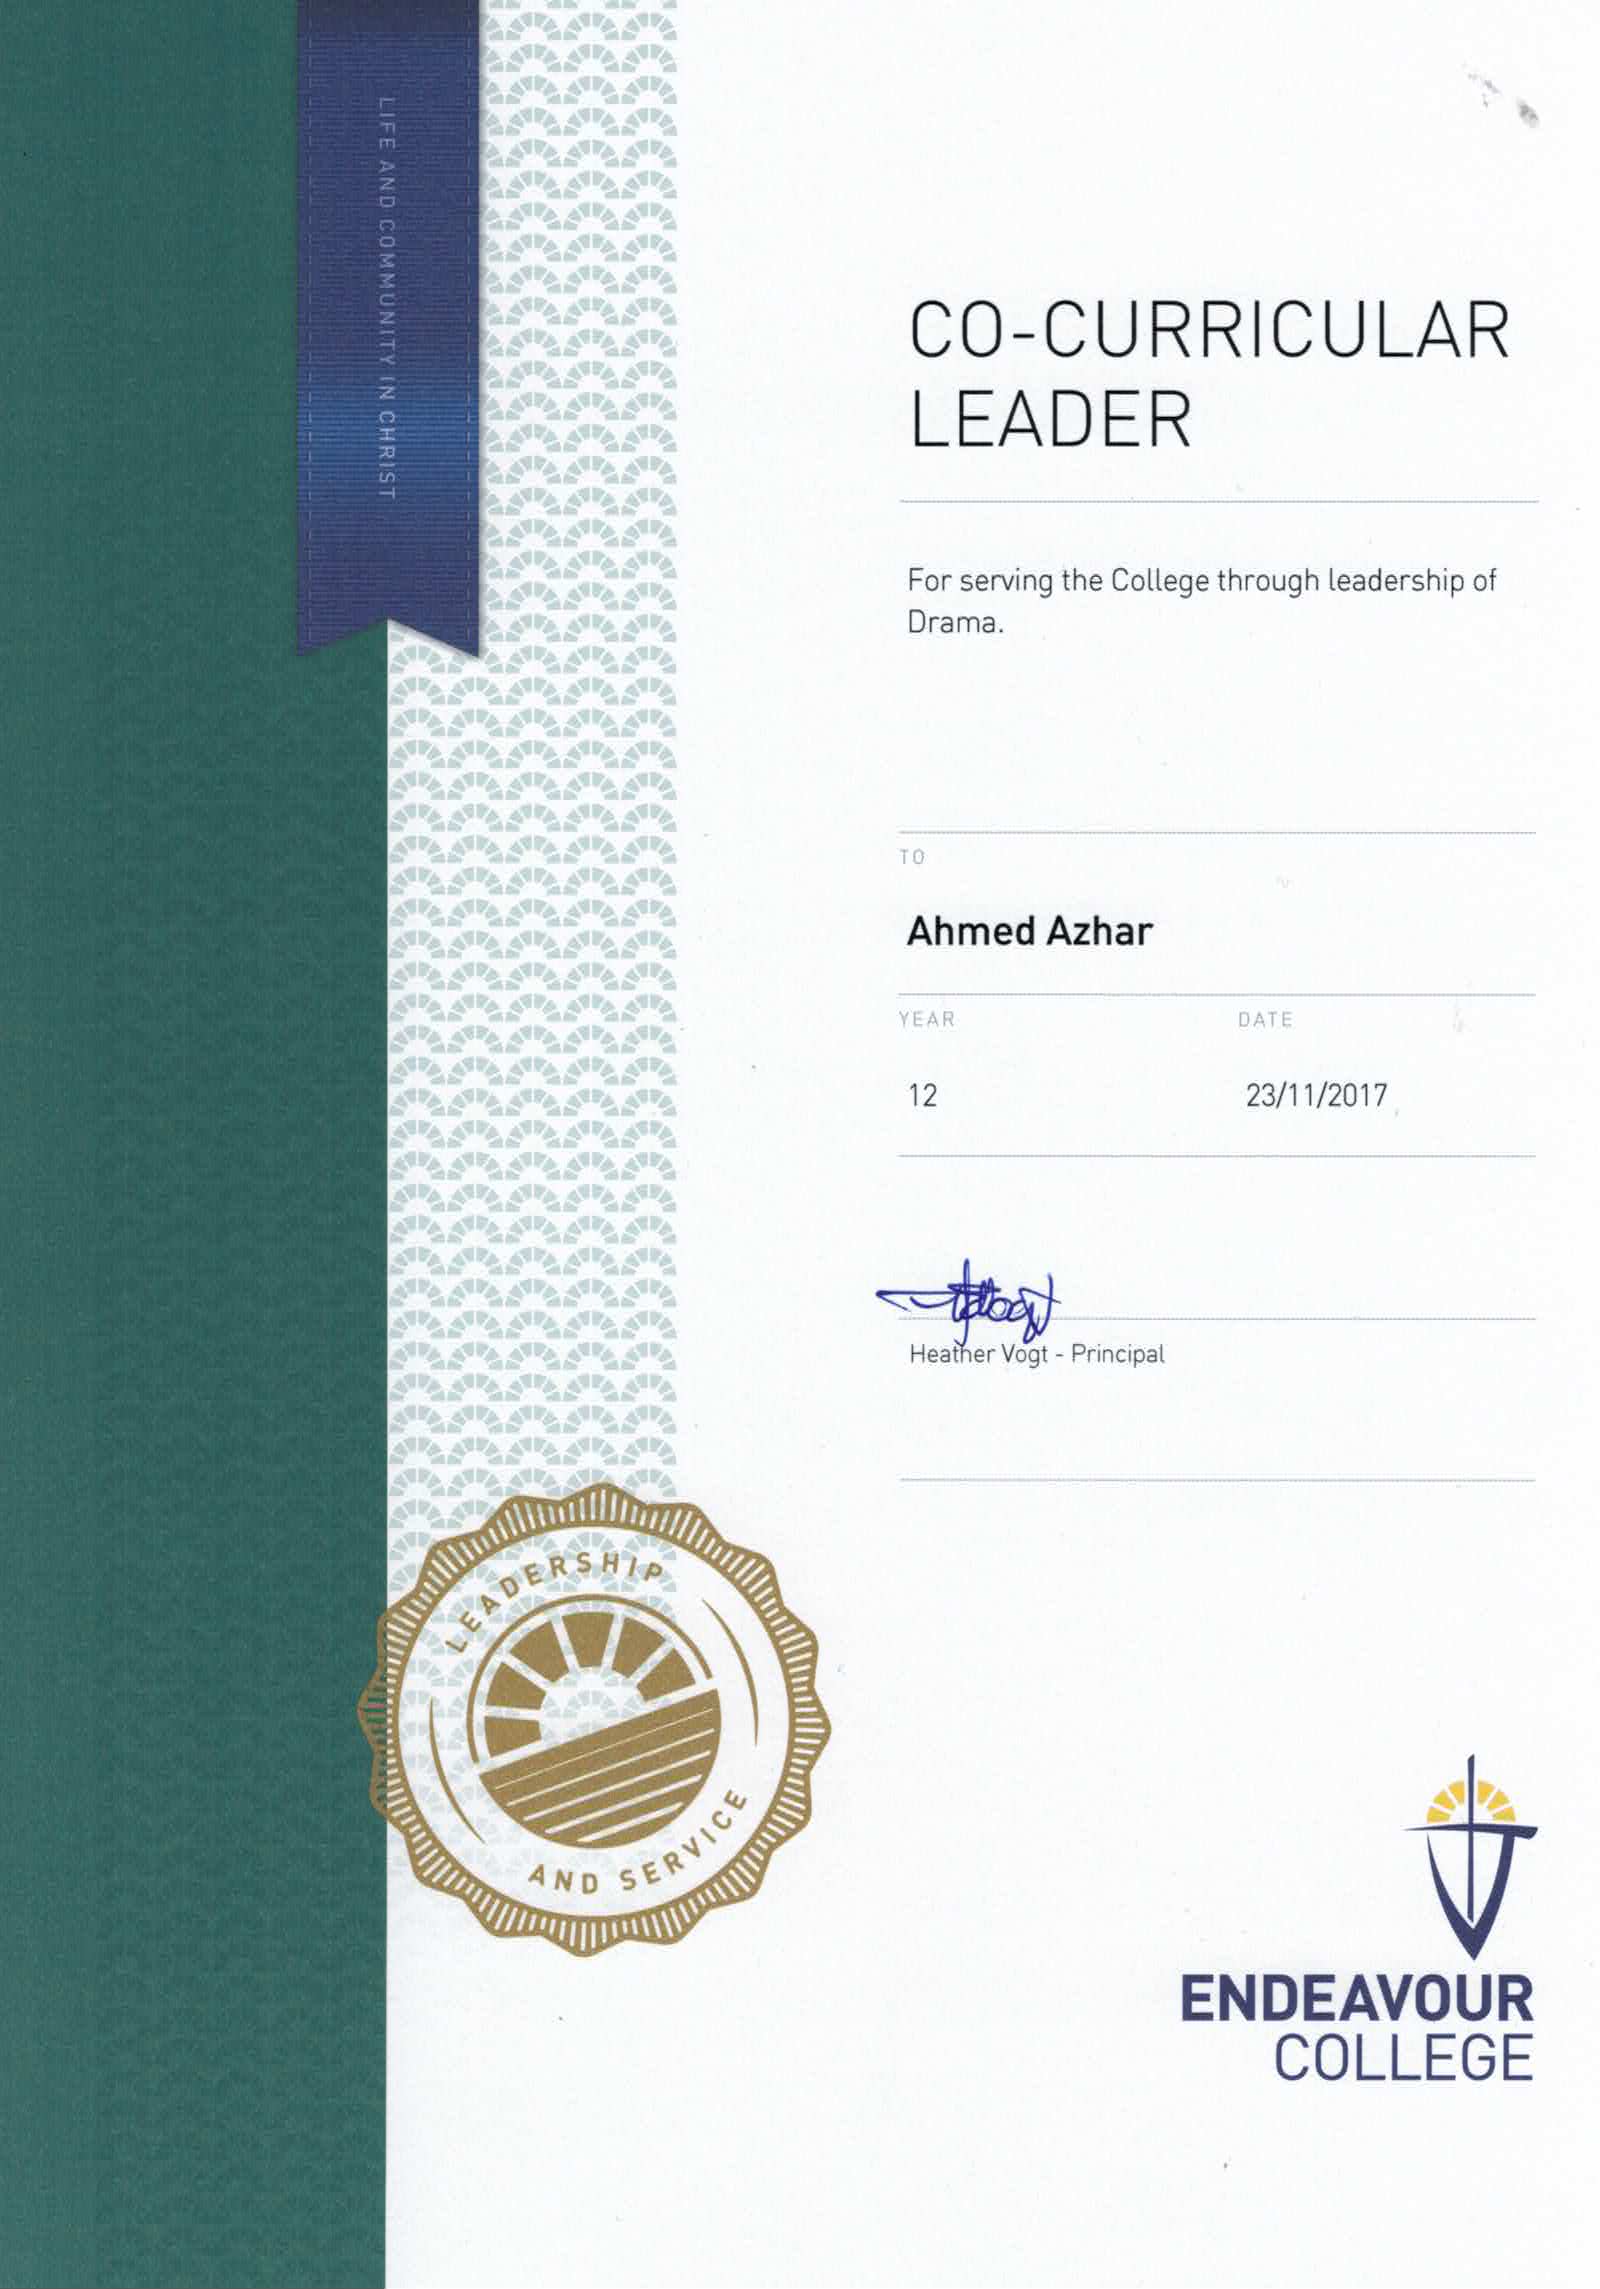 LIFE AND COMMUNITY IN CHRIST
CO-CURRICULAR
LEADER
For serving the College through leadership of
Drama.
TO
Ahmed Azhar
YEAR
DATE
12
23/11/2017
Heather Vogt - Principal
LEADERSHIP
AND SERVICE
ENDEAVOUR
COLLEGE